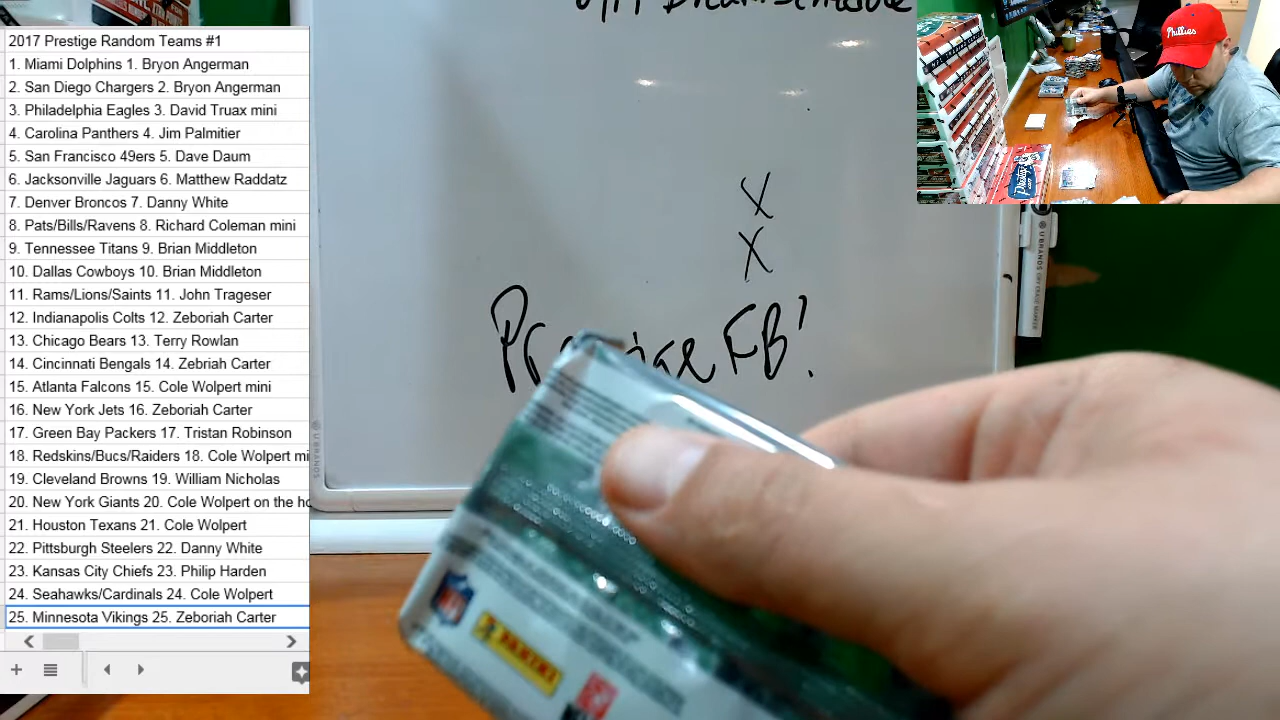 2017 Prestige Random Teams #1
1. Miami Dolphins 1. Bryon Angerman
2. San Diego Chargers 2. Bryon Angerman
3. Philadelphia Eagles 3. David Truax mini
4. Carolina Panthers 4. Jim Palmitier
5. San Francisco 49ers 5. Dave Daum
6. Jacksonville Jaguars 6. Matthew Raddatz
7. Denver Broncos 7. Danny White
8. Pats/Bills/Ravens 8. Richard Coleman mini
9. Tennessee Titans 9. Brian Middleton
10. Dallas Cowboys 10. Brian Middleton
11. Rams/Lions/Saints 11. John Trageser
12. Indianapolis Colts 12. Zeboriah Carter
13. Chicago Bears 13. Terry Rowlan
14. Cincinnati Bengals 14. Zebriah Carter
15. Atlanta Falcons 15. Cole Wolpert mini
16. New York Jets 16. Zeboriah Carter
17. Green Bay Packers 17. Tristan Robinson
18. Redskins/Bucs/Raiders 18. Cole Wolpert mi
19. Cleveland Browns 19. William Nicholas
20. New York Giants 20. Cole Wolpert on the ho
21. Houston Texans 21. Cole Wolpert
22. Pittsburgh Steelers 22. Danny White
23. Kansas City Chiefs 23. Philip Harden
24. Seahawks/Cardinals 24. Cole Wolpert
25. Minnesota Vikings 25. Zeboriah Carter
X
X
FB!
NFL
PANINI
Phillies
U BRANDS